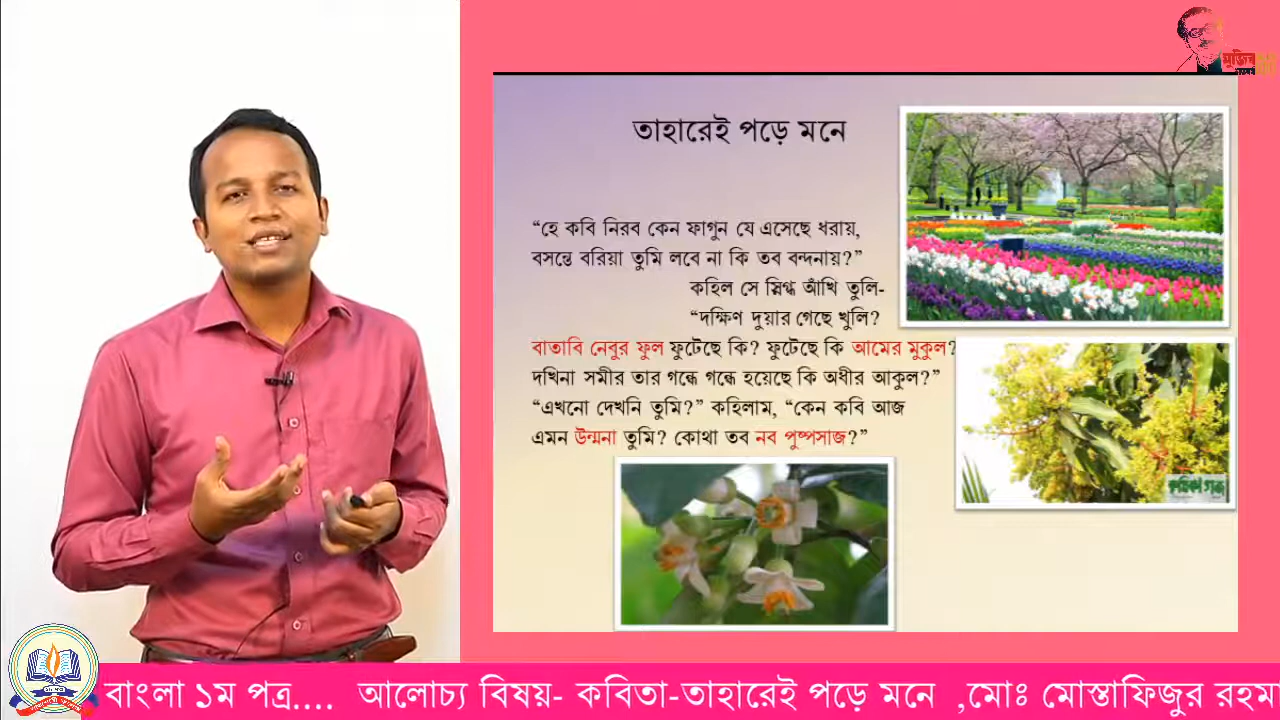 তাহারেই পড়ে মনে
“হে কবি নিরব কেন ফাগুন যে এসেছে ধরায়,
বসন্তে বরিয়া তুমি লবে না কি তব বন্দনায়?”
কহিল সে স্নিগ্ধ আঁখি তুলি-
“দক্ষিণ দুয়ার গেছে খুলি?
বাতাবি নেবুর ফুল ফুটেছে কি? ফুটেছে কি আমের মুকুল?
দখিনা সমীর তার গন্ধে গন্ধে হয়েছে কি অধীর আকুল?”
“এখনো দেখনি তুমি?” কহিলাম, “কেন কবি আজ
এমন উন্মনা তুমি? কোথা তব নব পুষ্পসাজ?”
বাংলা ১ম পত্র.... আলোচ্য বিষয়- কবিতা-তাহারেই পড়ে মনে ,মোঃ মোস্তাফিজুর রহমা